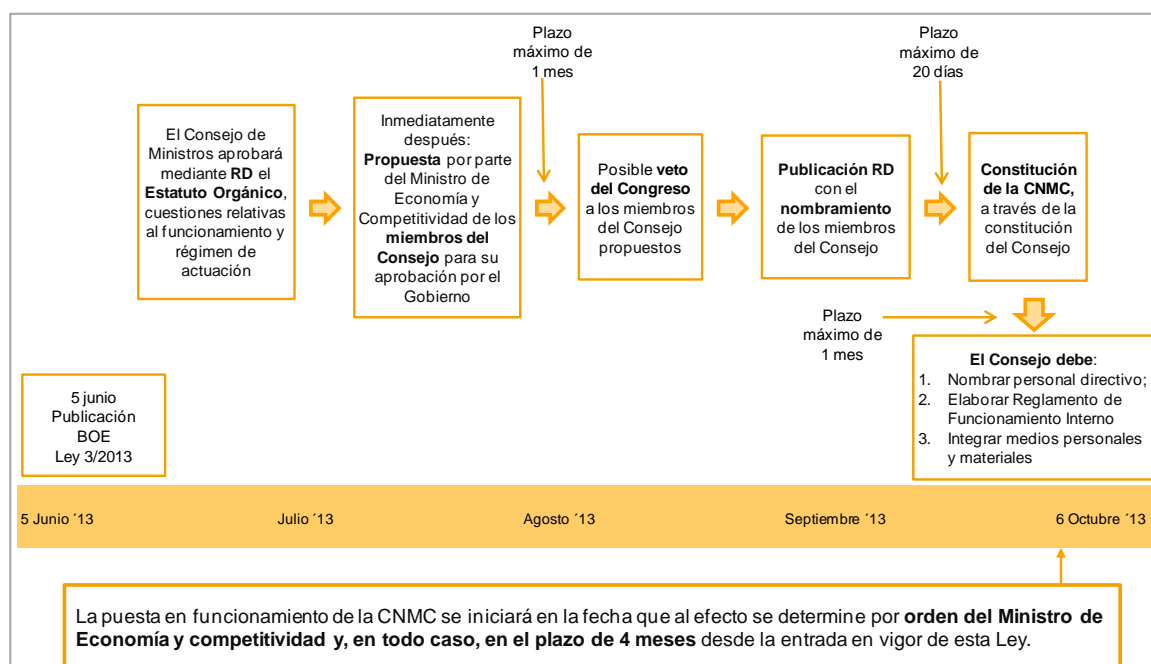 Plazo
máximo de
1 mes
Plazo
máximo de
20 días
El Consejo de
Ministros aprobará
mediante RD el
Estatuto Orgánico,
cuestiones relativas
al funcionamiento y
régimen de
actuación
Inmediatamente
después:
Propuesta por parte
del Ministro de
Economía y
Competitividad de los
miembros del
Consejo para su
aprobación por el
Gobierno
Posible veto
del Congreso
a los miembros
del Consejo
propuestos
Publicación RD
con el
nombramiento
de los miembros
del Consejo
Constitución
de la CNMC,
a través de la
constitución
del Consejo
Plazo
máximo de
1 mes
El Consejo debe:
1. Nombrar personal directivo;
2. Elaborar Reglamento de
Funcionamiento Interno
3. Integrar medios personales
y materiales
5 junio
Publicación
BOE
Ley 3/2013
5 Junio ´13 Julio ´13 Agosto ´13 Septiembre ´13 6 Octubre ´13
La puesta en funcionamiento de la CNMC se iniciará en la fecha que al efecto se determine por orden del Ministro de
Economía y competitividad y, en todo caso, en el plazo de 4 meses desde la entrada en vigor de esta Ley.